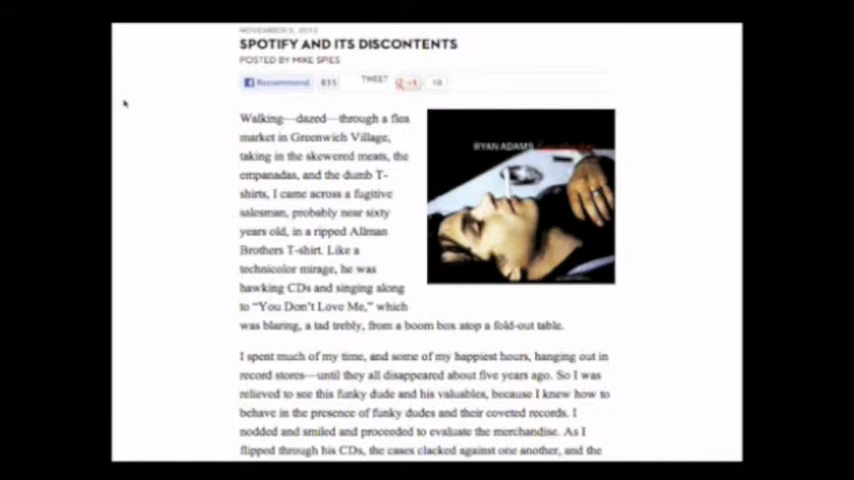 NOVEMBER 5, 2012
SPOTIFY AND ITS DISCONTENTS
POSTED BY MIKE SPIES
Recommend 815 TWEET +1 18
RYAN ADAMS
Walking—dazed—through a flea
market in Greenwich Village,
taking in the skewered meats, the
empanadas, and the dumb T-
shirts, I came across a fugitive
salesman, probably near sixty
years old, in a ripped Allman
Brothers T-shirt. Like a
technicolor mirage, he was
hawking CDs and singing along
to “You Don’t Love Me,” which
was blaring, a tad trebly, from a boom box atop a fold-out table.
I spent much of my time, and some of my happiest hours, hanging out in
record stores—until they all disappeared about five years ago. So I was
relieved to see this funky dude and his valuables, because I knew how to
behave in the presence of funky dudes and their coveted records. I
nodded and smiled and proceeded to evaluate the merchandise. As I
flipped through his CDs, the cases clacked against one another, and the